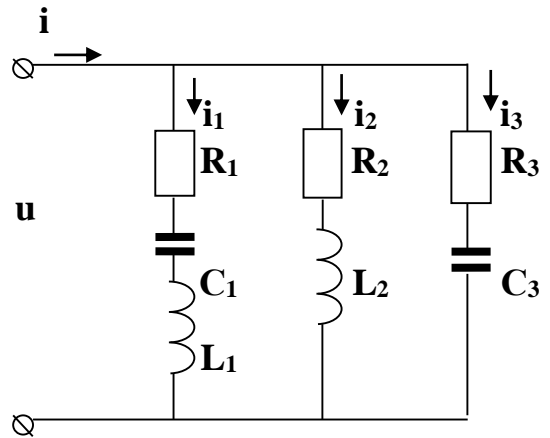 i
i₁ i₂ i₃
R₁ R₂ R₃
u
C₁ L₂ C₃
L₁